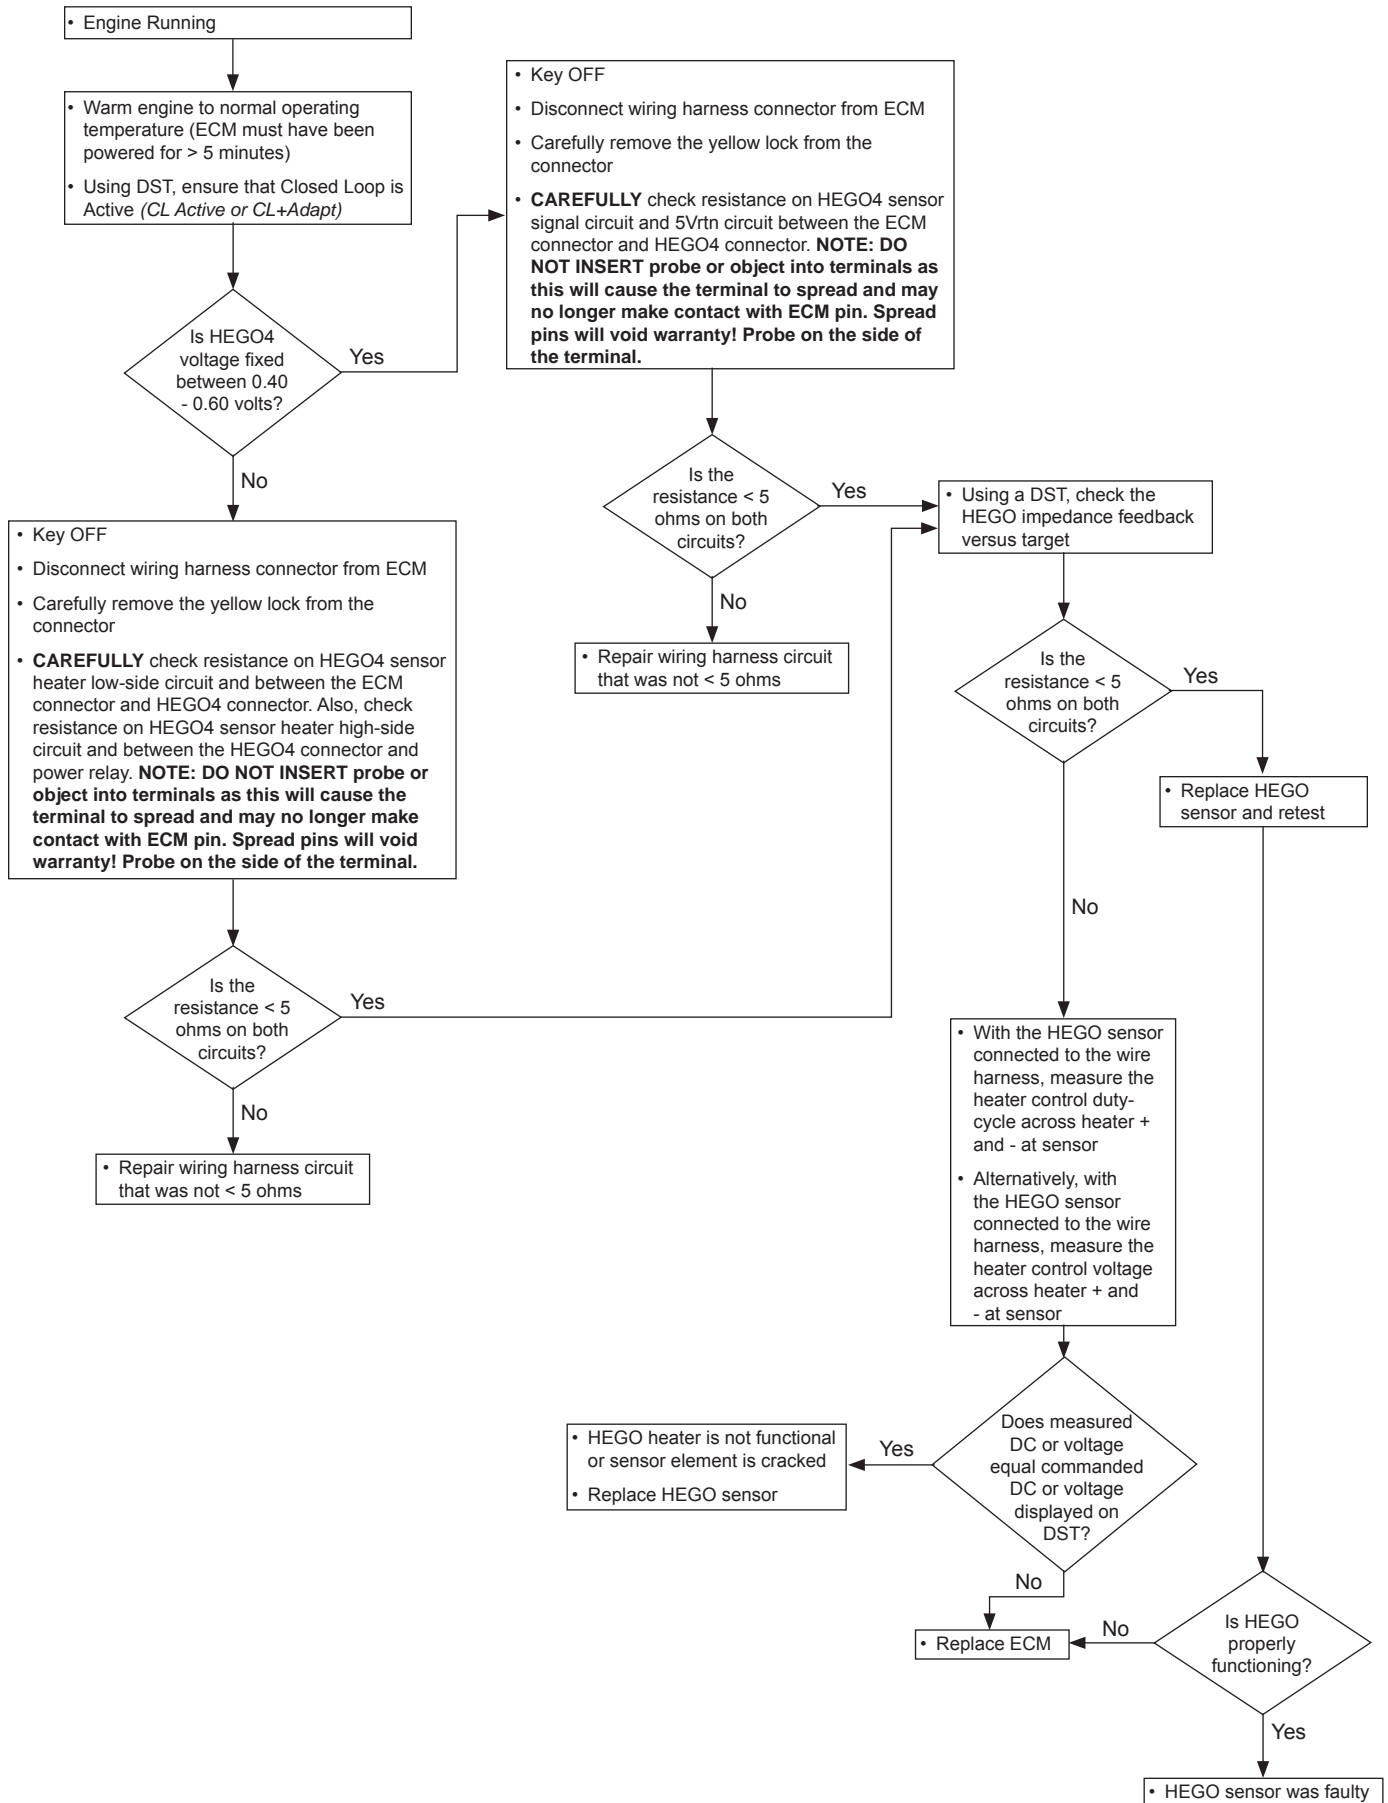 • Engine Running
• Warm engine to normal operating
temperature (ECM must have been
powered for > 5 minutes)
• Using DST, ensure that Closed Loop is
Active (CL Active or CL+Adapt)
Is HEGO4
voltage fixed
between 0.40
- 0.60 volts?
Yes
No
• Key OFF
• Disconnect wiring harness connector from ECM
• Carefully remove the yellow lock from the
connector
• CAREFULLY check resistance on HEGO4 sensor
signal circuit and 5Vrtn circuit between the ECM
connector and HEGO4 connector. NOTE: DO
NOT INSERT probe or object into terminals as
this will cause the terminal to spread and may
no longer make contact with ECM pin. Spread
pins will void warranty! Probe on the side of
the terminal.
Is the
resistance < 5
ohms on both
circuits?
Yes
No
• Repair wiring harness circuit
that was not < 5 ohms
• Key OFF
• Disconnect wiring harness connector from ECM
• Carefully remove the yellow lock from the
connector
• CAREFULLY check resistance on HEGO4 sensor
heater low-side circuit and between the ECM
connector and HEGO4 connector. Also, check
resistance on HEGO4 sensor heater high-side
circuit and between the HEGO4 connector and
power relay. NOTE: DO NOT INSERT probe or
object into terminals as this will cause the
terminal to spread and may no longer make
contact with ECM pin. Spread pins will void
warranty! Probe on the side of the terminal.
Is the
resistance < 5
ohms on both
circuits?
Yes
No
• Repair wiring harness circuit
that was not < 5 ohms
• Using a DST, check the
HEGO impedance feedback
versus target
Is the
resistance < 5
ohms on both
circuits?
Yes
No
• Replace HEGO
sensor and retest
• With the HEGO sensor
connected to the wire
harness, measure the
heater control duty-
cycle across heater +
and - at sensor
• Alternatively, with
the HEGO sensor
connected to the wire
harness, measure the
heater control voltage
across heater + and
- at sensor
Does measured
DC or voltage
equal commanded
DC or voltage
displayed on
DST?
Yes
No
• HEGO heater is not functional
or sensor element is cracked
• Replace HEGO sensor
• Replace ECM
Is HEGO
properly
functioning?
No
Yes
• HEGO sensor was faulty